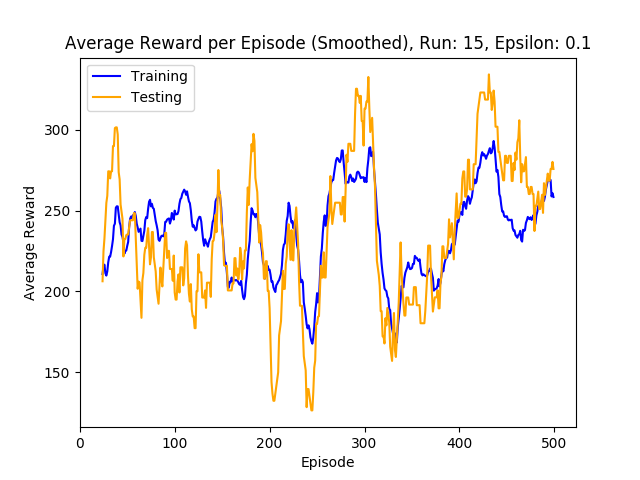 Average Reward per Episode (Smoothed), Run: 15, Epsilon: 0.1
Training
Testing
300
250
200
150
Average Reward
0 100 200 300 400 500
Episode